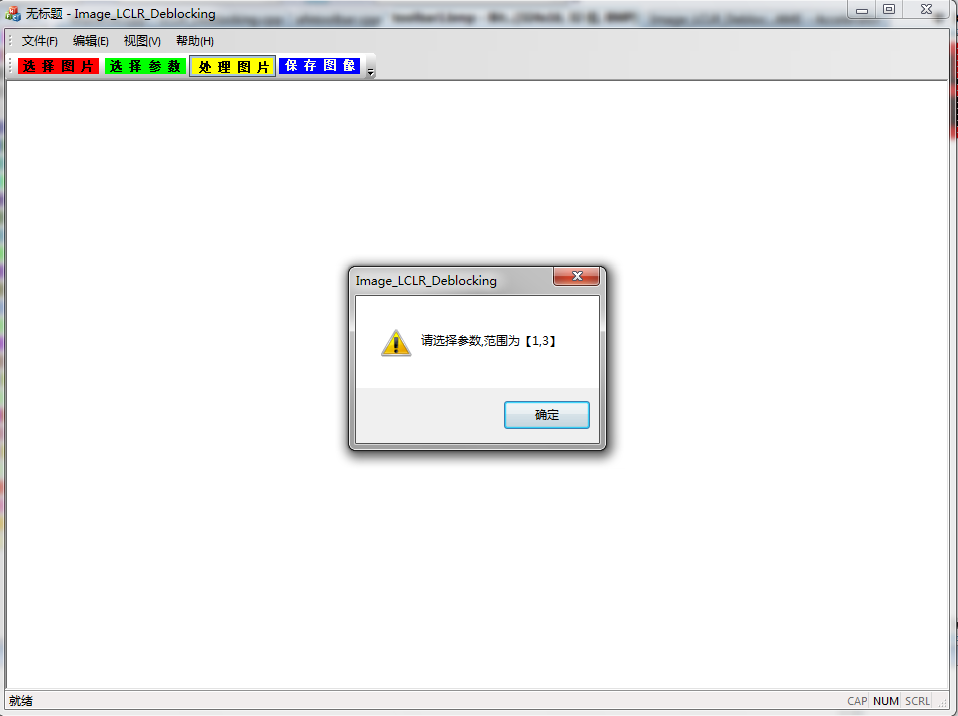 无标题 - Image_LCLR_Deblocking
文件(F) 编辑(E) 视图(V) 帮助(H)
选择图片 选择参数 处理图片 保存图像
Image_LCLR_Deblocking
请选择参数,范围为【1,3】
确定
就绪
CAP NUM SCRL